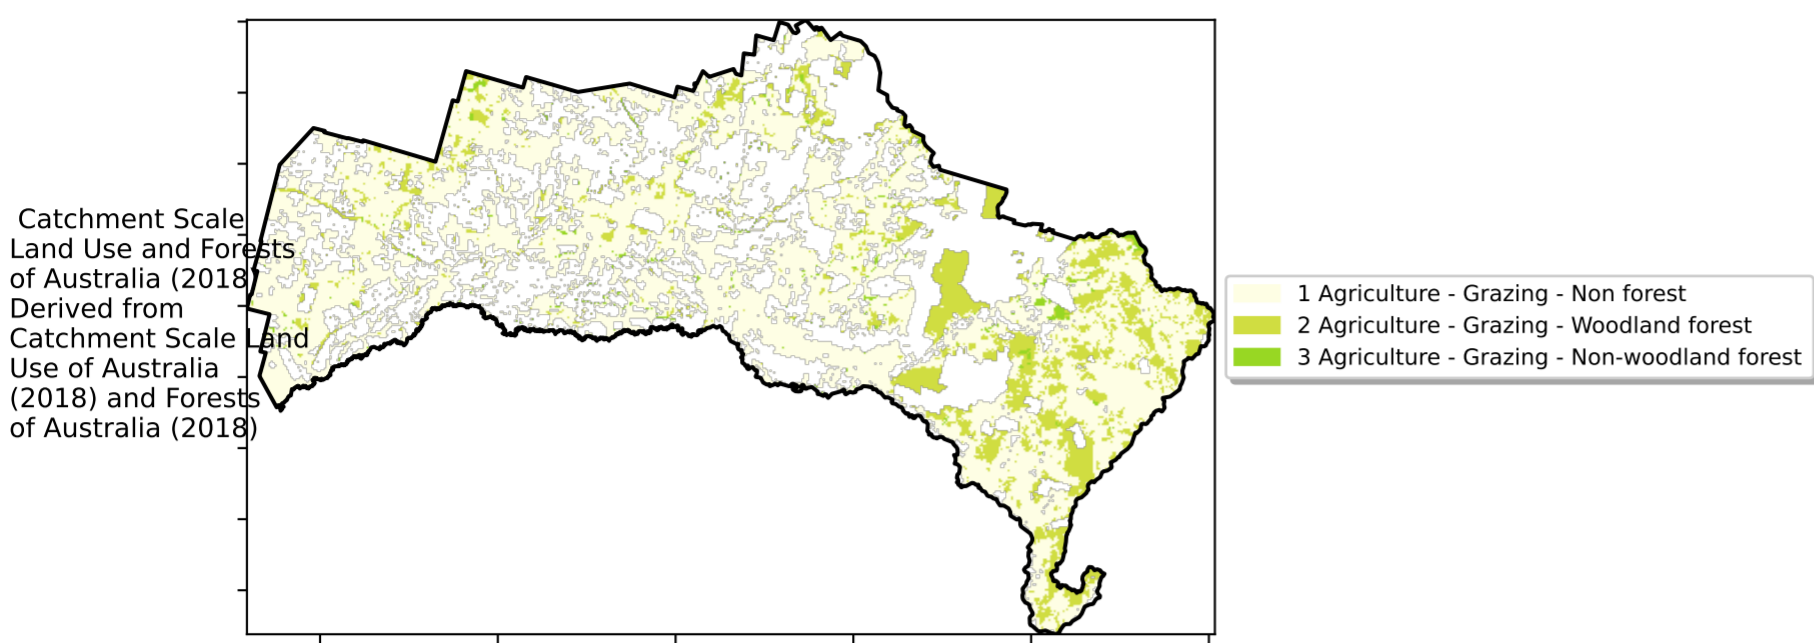 Catchment Scale
Land Use and Forests
of Australia (2018)
Derived from
Catchment Scale Land
Use of Australia
(2018) and Forests
of Australia (2018)
1 Agriculture - Grazing - Non forest
2 Agriculture - Grazing - Woodland forest
3 Agriculture - Grazing - Non-woodland forest